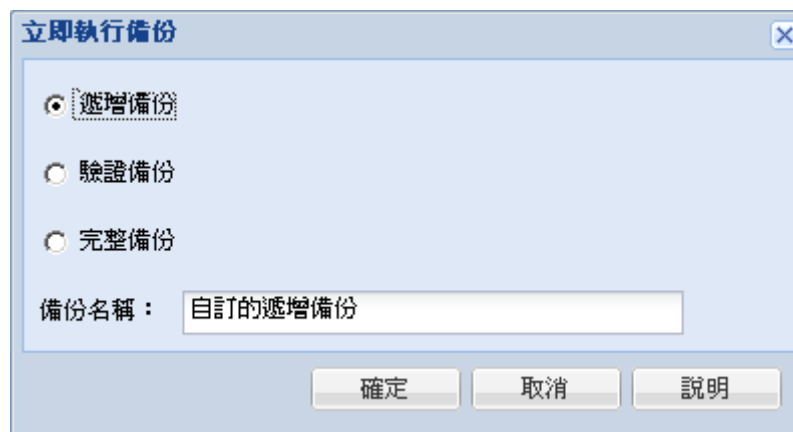 立即執行備份
遞增備份
驗證備份
完整備份
備份名稱： 自訂的遞增備份
確定 取消 說明